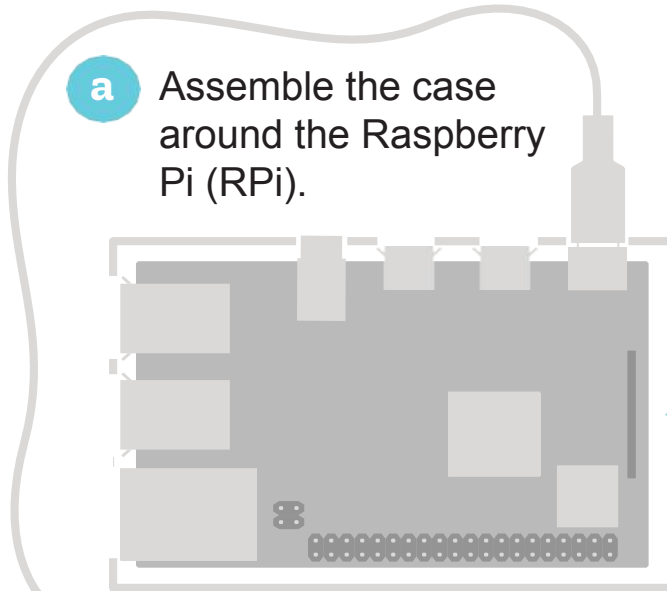 a
Assemble the case
around the Raspberry
Pi (RPi).